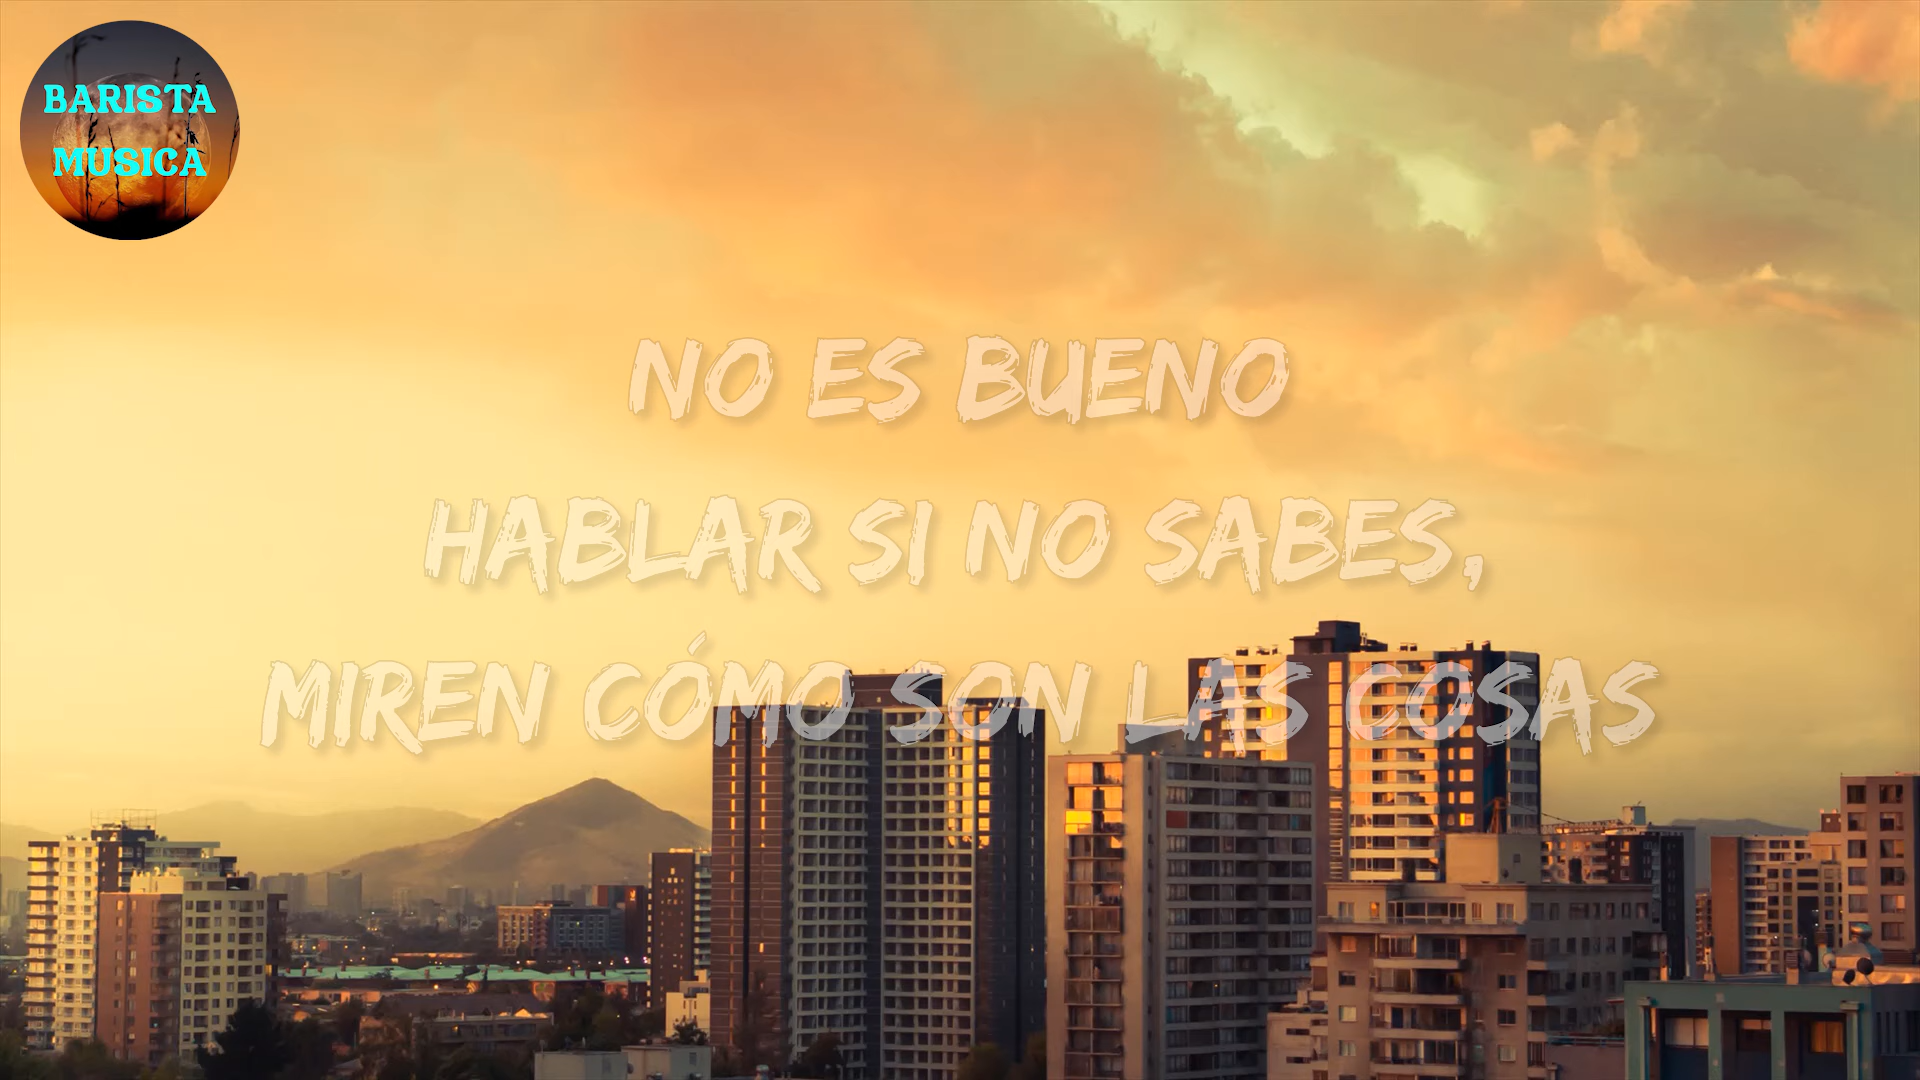 BARISTA
MUSICA
NO ES BUENO
HABLAR SI NO SABES,
MIREN CÓMO SON LAS COSAS